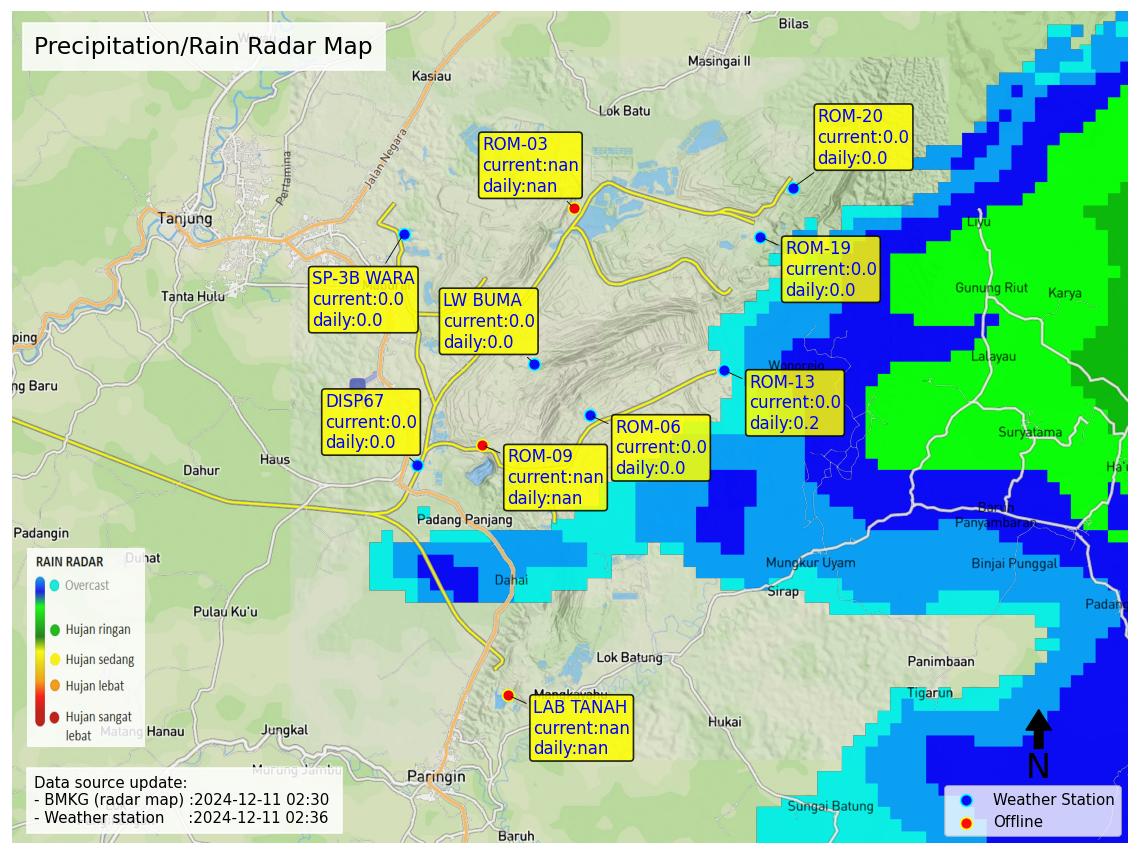 Precipitation/Rain Radar Map
Bilas
Masingai II
Kasiau
Lok Batu
Jalan Negara
Pertamina
Tanjung
Tanta Hulu
ping
ng Baru
ROM-03
current:nan
daily:nan
ROM-20
current:0.0
daily:0.0
ROM-19
current:0.0
daily:0.0
SP-3B WARA
current:0.0
daily:0.0
LW BUMA
current:0.0
daily:0.0
Liyu
Gunung Riut
Karya
Lalayau
Suryatama
Ha'u
ROM-13
current:0.0
daily:0.2
DISP67
current:0.0
daily:0.0
ROM-06
current:0.0
daily:0.0
ROM-09
current:nan
daily:nan
Haus
Dahur
Padangin
Padang Panjang
Dahai
Baruh
Panyambaran
Mungkur Uyam
Binjai Punggal
Sirap
Padang
Pulau Ku'u
Lok Batung
Panimbaan
Tigarun
Mangkayahu
Hukai
LAB TANAH
current:nan
daily:nan
RAIN RADAR
Overcast
Hujan ringan
Hujan sedang
Hujan lebat
Hujan sangat
lebat
Matang Hanau
Jungkal
Murung Jambu
Paringin
Baruh
Sungai Batung
Data source update:
- BMKG (radar map) :2024-12-11 02:30
- Weather station :2024-12-11 02:36
N
Weather Station
Offline